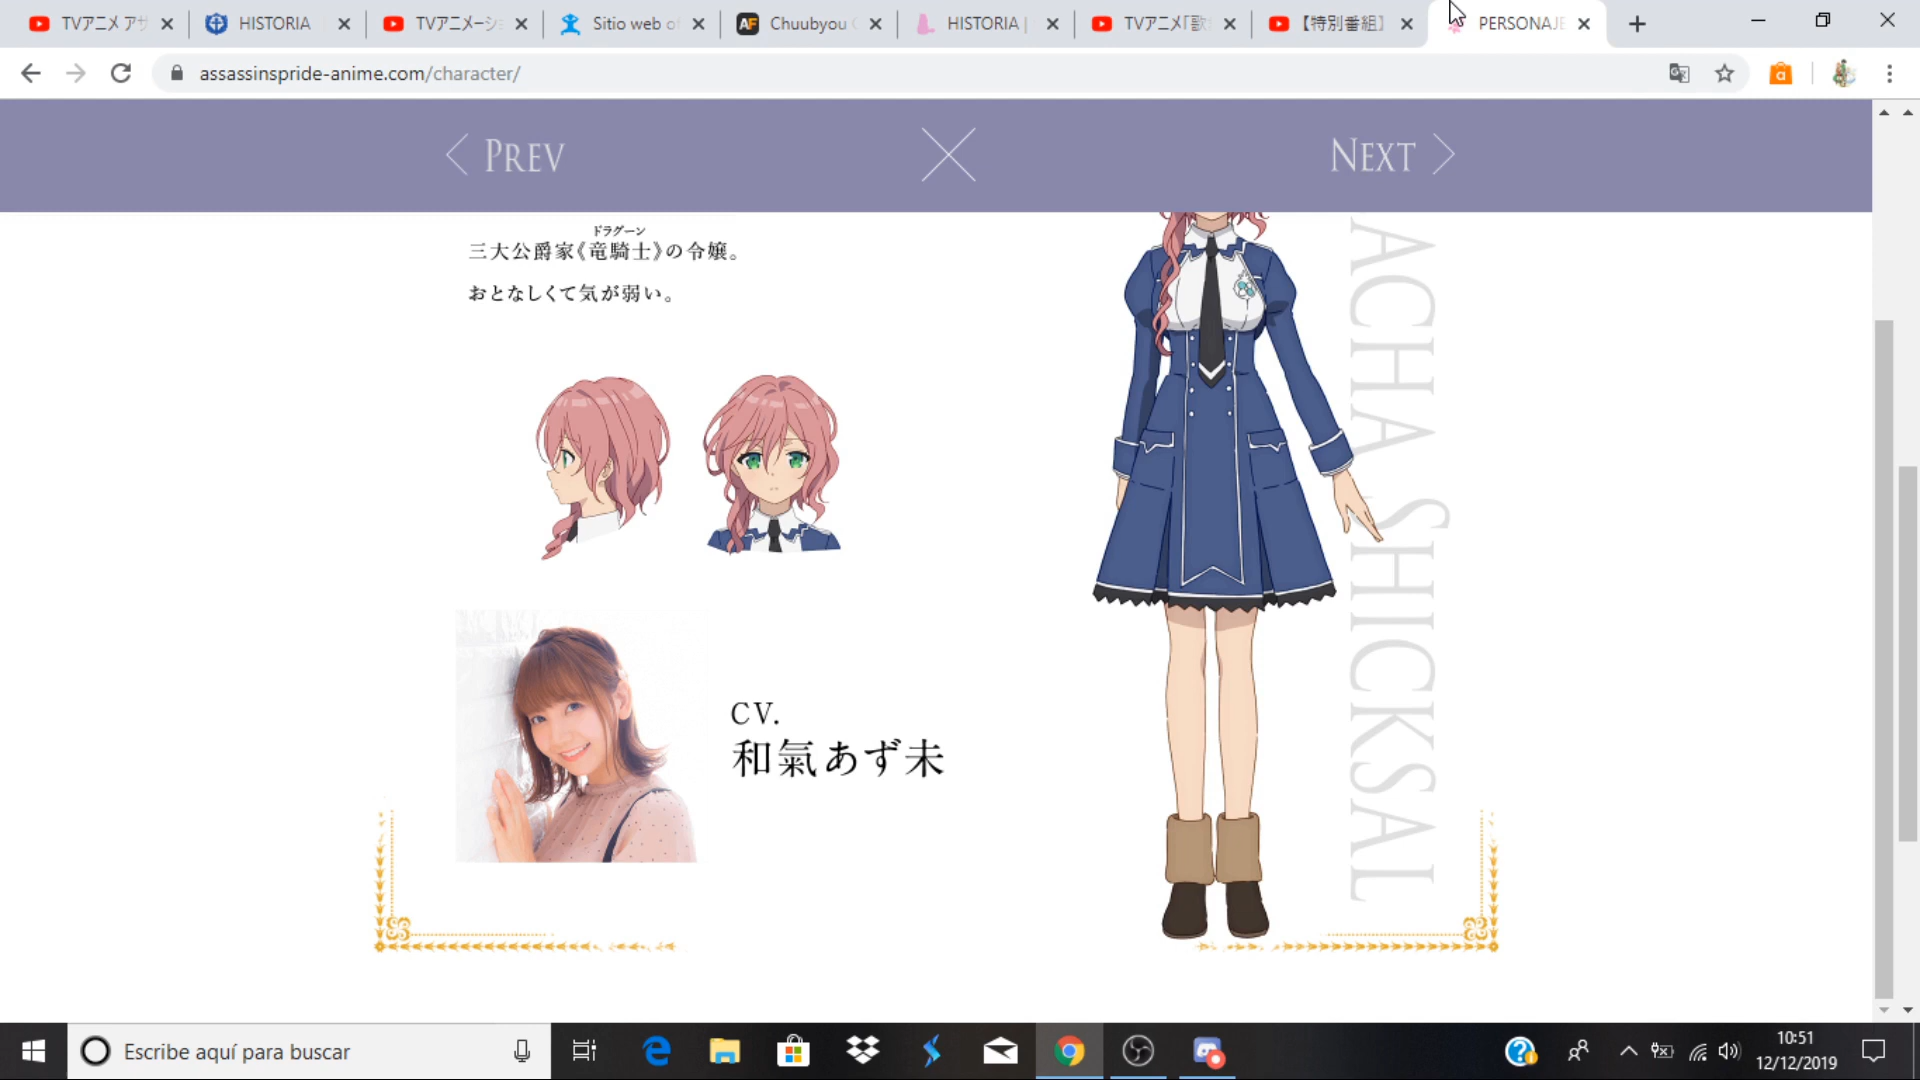 TVアニメ アサ
HISTORIA
TVアニメーショ
Sitio web o
Chuubyou
HISTORIA |
TVアニメ「歌
【特別番組】
PERSONAJE
assassinspride-anime.com/character/
PREV
NEXT
ドラグーン
三大公爵家《竜騎士》の令嬢。
おとなしくて気が弱い。
ACHA SHICKSAL
CV.
和氣あず未
Escribe aquí para buscar
10:51
12/12/2019